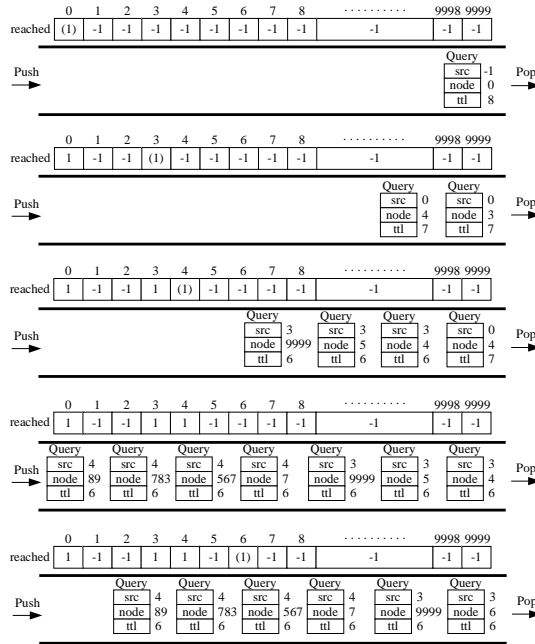 0 1 2 3 4 5 6 7 8 .......... 9998 9999
reached (1) -1 -1 -1 -1 -1 -1 -1 -1 -1 -1 -1
Query
Push src -1 Pop
node 0
ttl 8
0 1 2 3 4 5 6 7 8 .......... 9998 9999
reached 1 -1 -1 (1) -1 -1 -1 -1 -1 -1 -1 -1
Query Query
Push src 0 src 0 Pop
node 4 node 3
ttl 7 ttl 7
0 1 2 3 4 5 6 7 8 .......... 9998 9999
reached 1 -1 -1 1 (1) -1 -1 -1 -1 -1 -1 -1
Query Query Query Query
Push src 3 src 3 src 3 src 0 Pop
node 9999 node 5 node 4 node 4
ttl 6 ttl 6 ttl 6 ttl 7
0 1 2 3 4 5 6 7 8 .......... 9998 9999
reached 1 -1 -1 1 1 -1 -1 -1 -1 -1 -1 -1
Query Query Query Query Query Query Query
Push src 4 src 4 src 4 src 4 src 3 src 3 src 3 Pop
node 89 node 783 node 567 node 7 node 9999 node 5 node 4
ttl 6 ttl 6 ttl 6 ttl 6 ttl 6 ttl 6 ttl 6
0 1 2 3 4 5 6 7 8 .......... 9998 9999
reached 1 -1 -1 1 1 -1 (1) -1 -1 -1 -1 -1
Query Query Query Query Query Query
Push src 4 src 4 src 4 src 4 src 3 src 3 Pop
node 89 node 783 node 567 node 7 node 9999 node 6
ttl 6 ttl 6 ttl 6 ttl 6 ttl 6 ttl 6